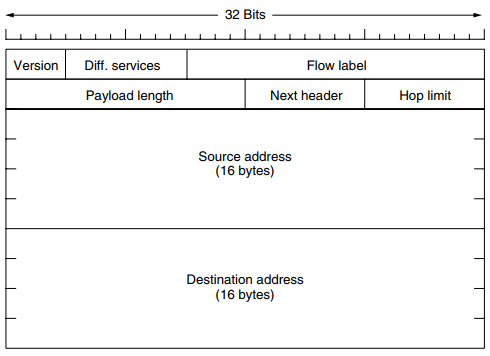 32 Bits
Version Diff. services Flow label
Payload length Next header Hop limit
Source address
(16 bytes)
Destination address
(16 bytes)